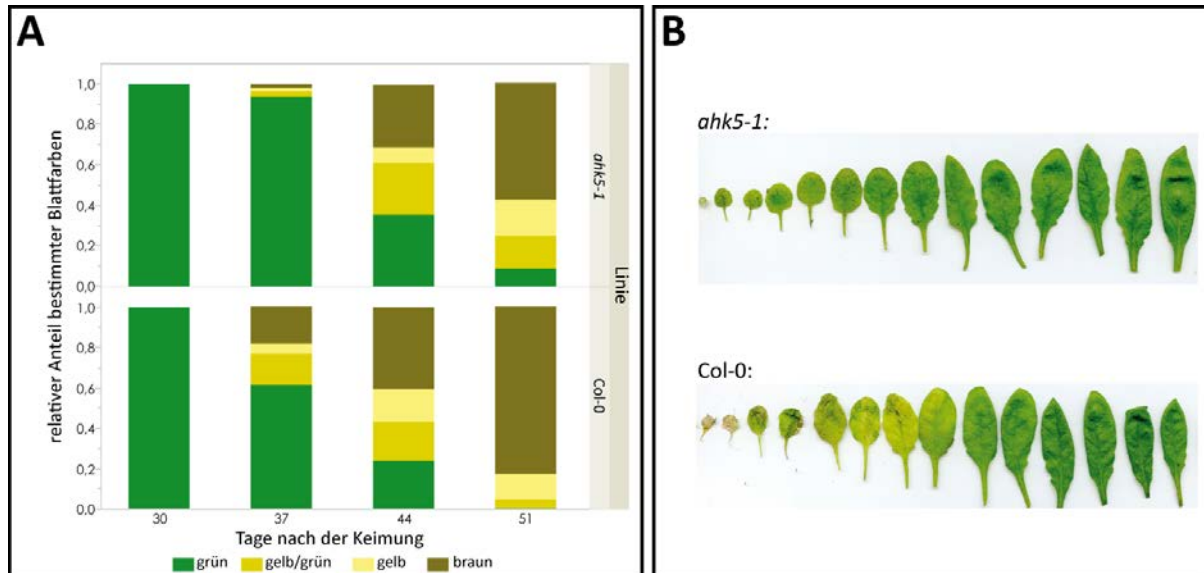 A
relativer Anteil bestimmter Blattfarben
1,0
0,8
0,6
0,4
0,2
0,0
ahk5-1
1,0
0,8
0,6
0,4
0,2
0,0
Col-0
Linie
30 37 44 51
Tage nach der Keimung
grün gelb/grün gelb braun
B
ahk5-1:
Col-0: